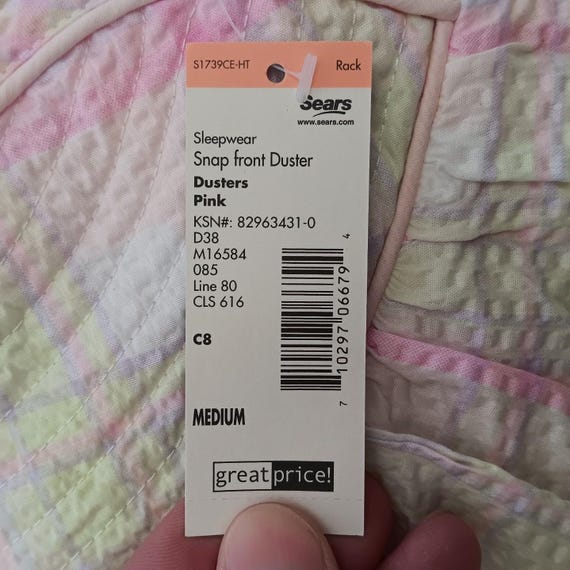 S1739CE-HT Rack
Sears
www.sears.com
Sleepwear
Snap front Duster
Dusters
Pink
KSN#: 82963431-0
D38
M16584
085
Line 80
CLS 616
C8
7 10297 06679 4
MEDIUM
great price!